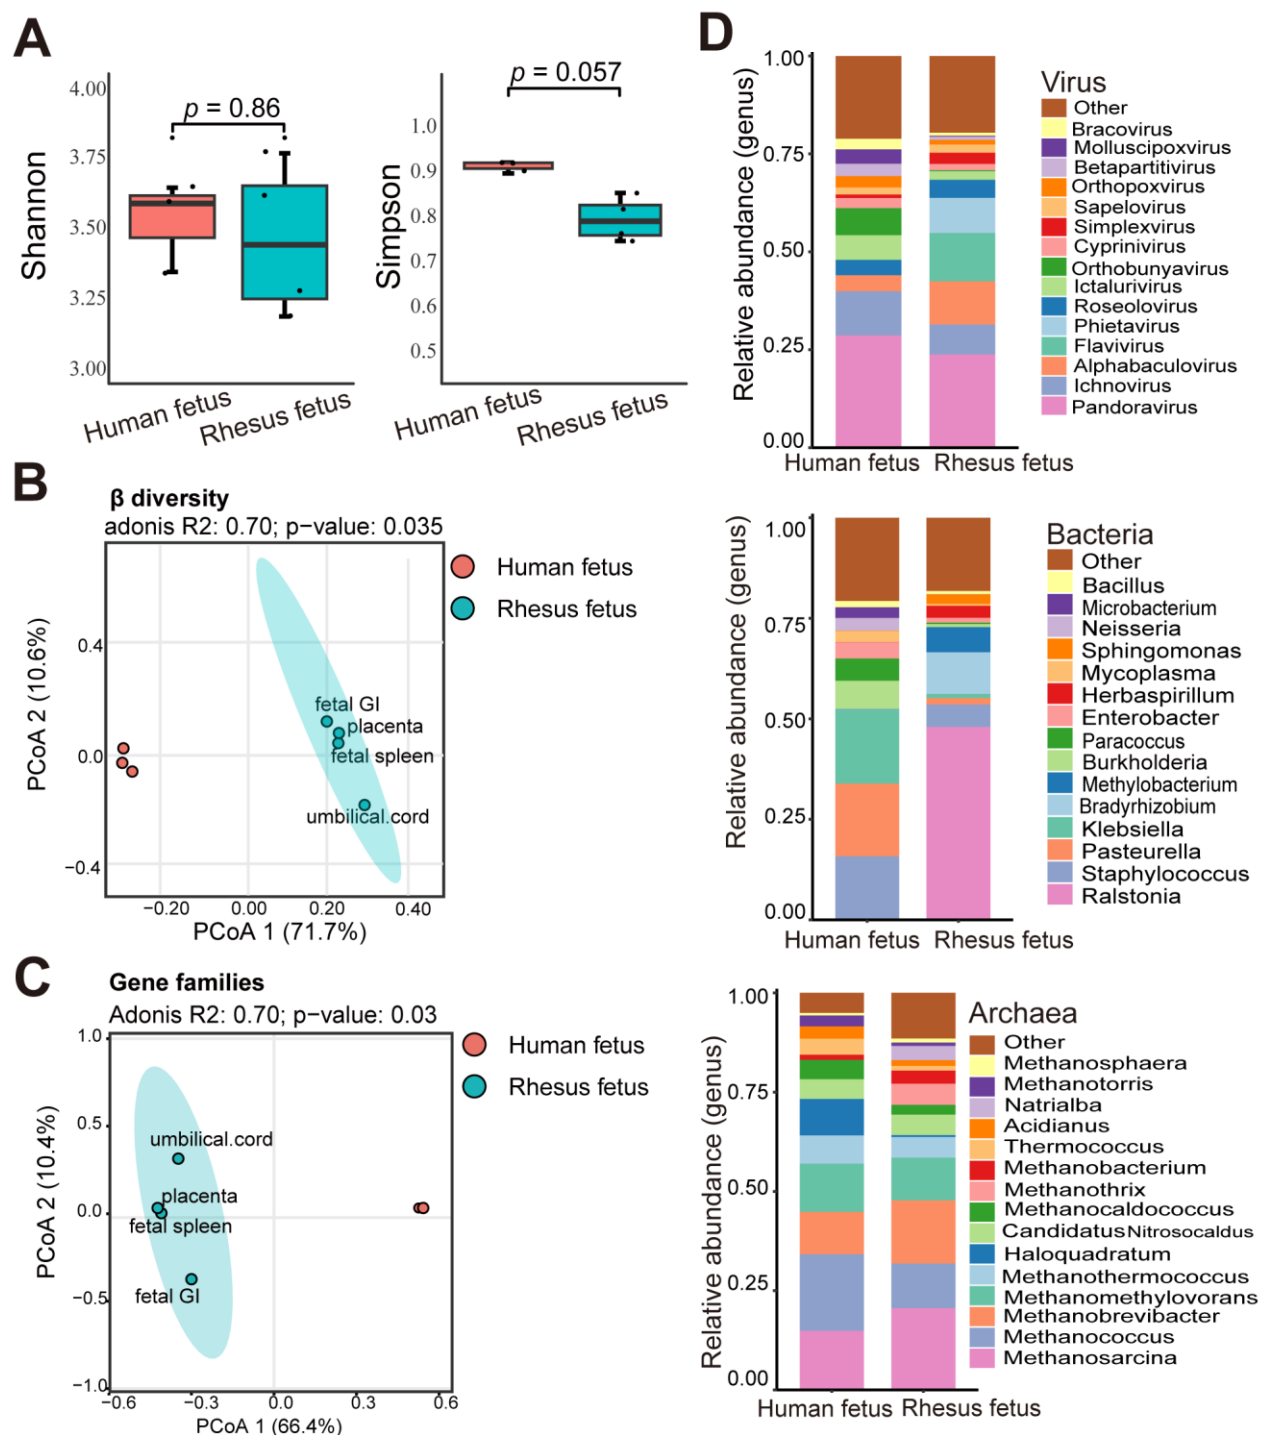 A
4.00
3.75
3.50
3.25
3.00
Shannon
p = 0.86
Human fetus
Rhesus fetus
1.0
0.9
0.8
0.7
0.6
0.5
Simpson
p = 0.057
Human fetus
Rhesus fetus
B
β diversity
adonis R2: 0.70; p−value: 0.035
Human fetus
Rhesus fetus
PCoA 2 (10.6%)
0.4
0.0
−0.4
fetal GI
placenta
fetal spleen
umbilical.cord
−0.20
0.00
0.20
0.40
PCoA 1 (71.7%)
C
Gene families
Adonis R2: 0.70; p−value: 0.03
Human fetus
Rhesus fetus
PCoA 2 (10.4%)
1.0
0.5
0.0
−0.5
−1.0
umbilical.cord
placenta
fetal spleen
fetal GI
−0.6
−0.3
0.0
0.3
0.6
PCoA 1 (66.4%)
D
Relative abundance (genus)
1.00
0.75
0.50
0.25
0.00
Human fetus
Rhesus fetus
Virus
Other
Bracovirus
Molluscipoxvirus
Betapartitivirus
Orthopoxvirus
Sapelovirus
Simplexvirus
Cyprinivirus
Orthobunyavirus
Ictalurivirus
Roseolovirus
Phietavirus
Flavivirus
Alphabaculovirus
Ichnovirus
Pandoravirus
Relative abundance (genus)
1.00
0.75
0.50
0.25
0.00
Human fetus
Rhesus fetus
Bacteria
Other
Bacillus
Microbacterium
Neisseria
Sphingomonas
Mycoplasma
Herbaspirillum
Enterobacter
Paracoccus
Burkholderia
Methylobacterium
Bradyrhizobium
Klebsiella
Pasteurella
Staphylococcus
Ralstonia
Relative abundance (genus)
1.00
0.75
0.50
0.25
0.00
Human fetus
Rhesus fetus
Archaea
Other
Methanosphaera
Methanotorris
Natrialba
Acidianus
Thermococcus
Methanobacterium
Methanothrix
Methanocaldococcus
Candidatus Nitrosocaldus
Haloquadratum
Methanothermococcus
Methanomethylovorans
Methanobrevibacter
Methanococcus
Methanosarcina